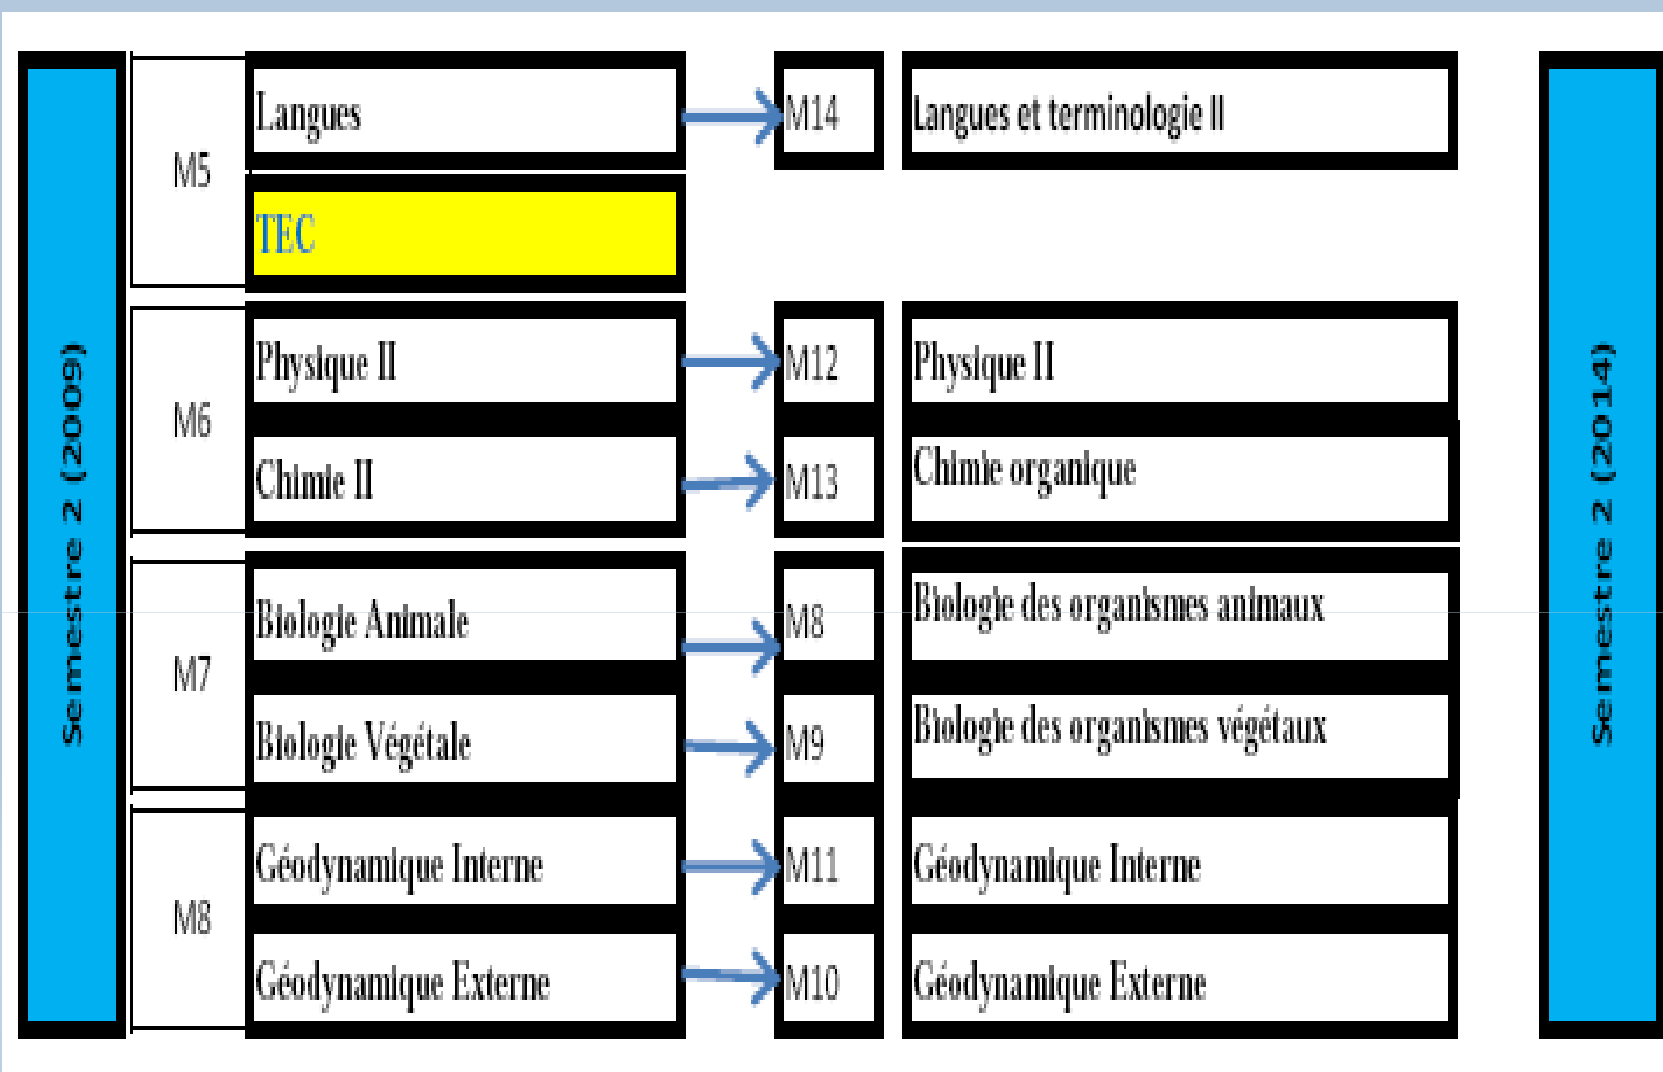 Semestre 2 (2009)
M5
Langues
M14
Langues et terminologie II
TEC
M6
Physique II
M12
Physique II
Chimie II
M13
Chimie organique
M7
Biologie Animale
M8
Biologie des organismes animaux
Biologie Végétale
M9
Biologie des organismes végétaux
M8
Géodynamique Interne
M11
Géodynamique Interne
Géodynamique Externe
M10
Géodynamique Externe
Semestre 2 (2014)